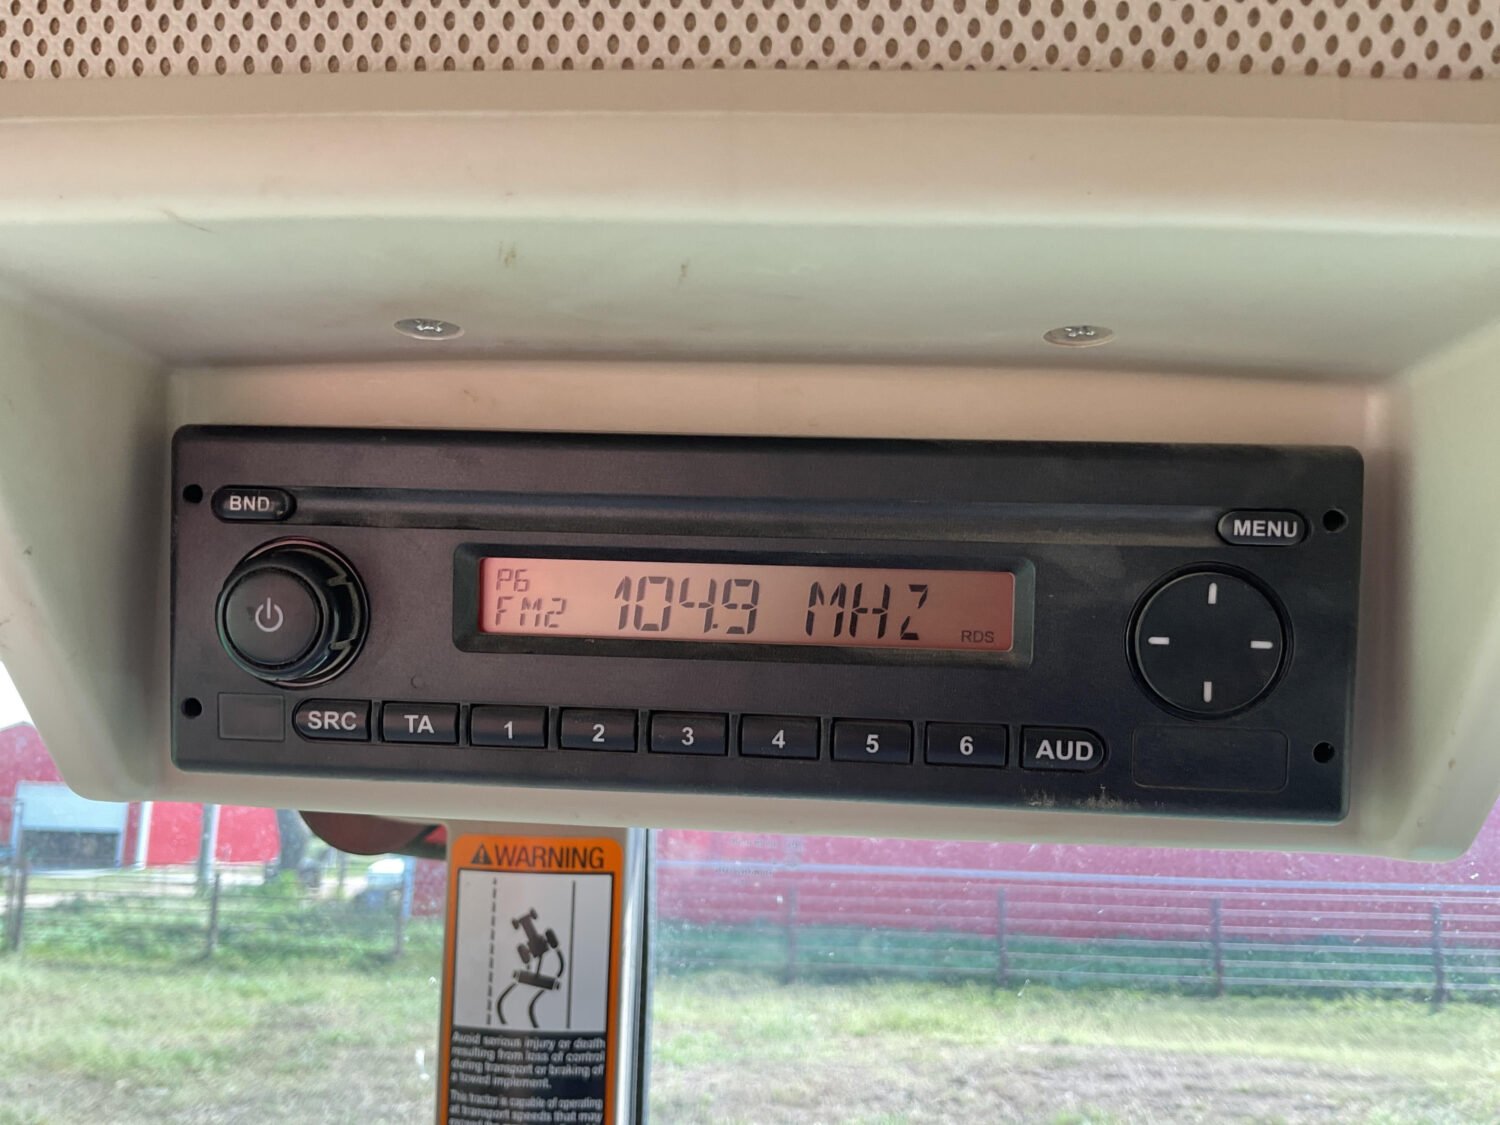 BND
MENU
P6
FM2
104.9 MHZ
RDS
SRC
TA
1
2
3
4
5
6
AUD
WARNING
Avoid serious injury or death
resulting from loss of control
during transport or braking of
a towed implement.
This tractor is capable of operating
at transport speeds that may